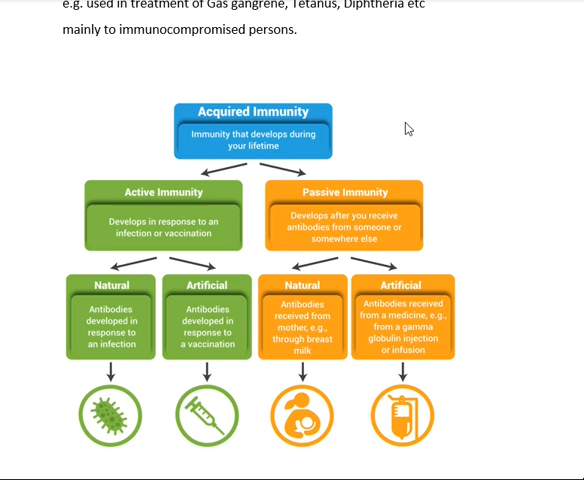 e.g. used in treatment of Gas gangrene, Tetanus, Diphtheria etc
mainly to immunocompromised persons.
Acquired Immunity
Immunity that develops during
your lifetime
Active Immunity
Develops in response to an
infection or vaccination
Passive Immunity
Develops after you receive
antibodies from someone or
somewhere else
Natural
Antibodies
developed in
response to
an infection
Artificial
Antibodies
developed in
response to
a vaccination
Natural
Antibodies
received from
mother, e.g.,
through breast
milk
Artificial
Antibodies received
from a medicine, e.g.,
from a gamma
globulin injection
or infusion